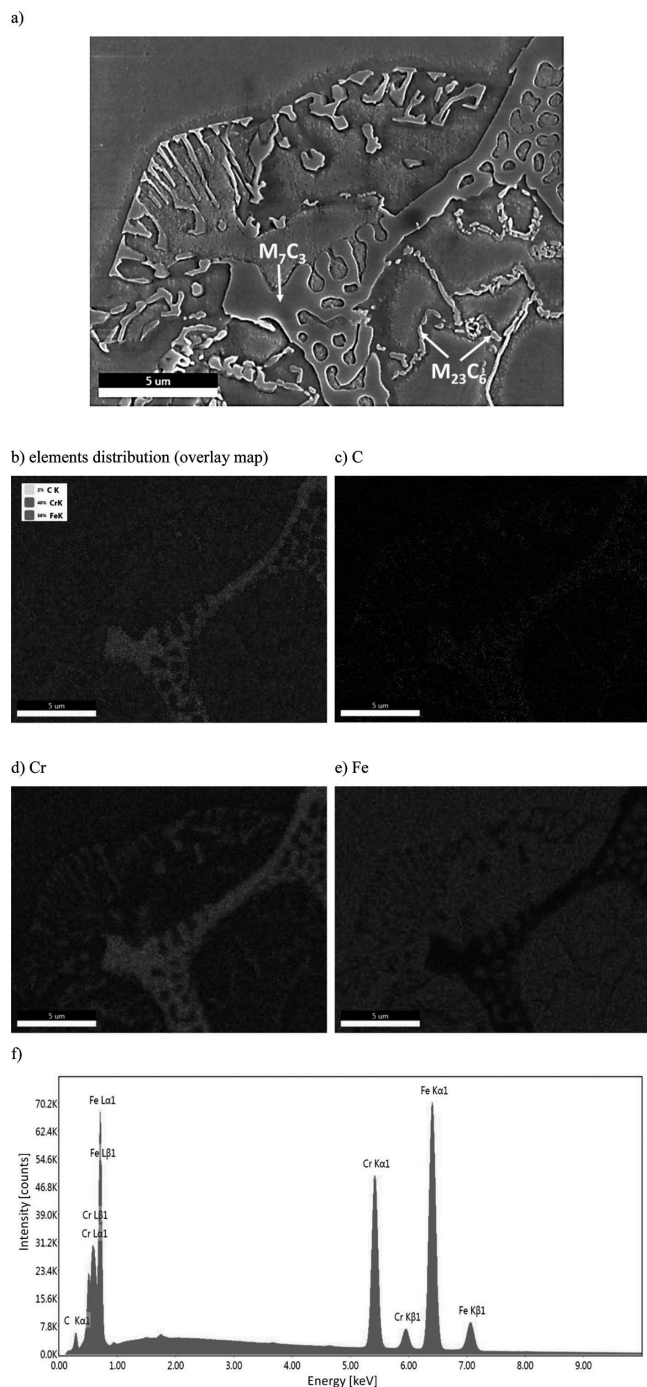 a)
M₇C₃
M₂₃C₆
5 um
b) elements distribution (overlay map)
c) C
2% C K
40% CrK
58% FeK
5 um
5 um
d) Cr
e) Fe
5 um
5 um
f)
Intensity [counts]
70.2K
62.4K
54.6K
46.8K
39.0K
31.2K
23.4K
15.6K
7.8K
0.0K
Fe Lα1
Fe Lβ1
Cr Lβ1
Cr Lα1
C Kα1
Cr Kα1
Cr Kβ1
Fe Kα1
Fe Kβ1
0.00 1.00 2.00 3.00 4.00 5.00 6.00 7.00 8.00 9.00
Energy [keV]